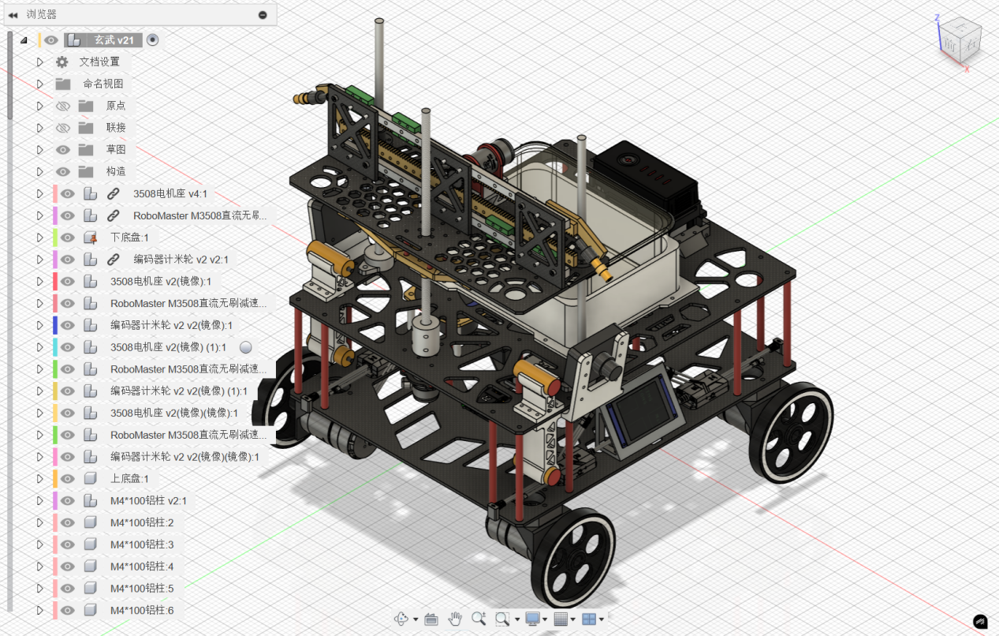 浏览器
玄武 v21
文档设置
命名视图
原点
联接
草图
构造
3508电机座 v4:1
RoboMaster M3508直流无刷...
下底盘:1
编码器计米轮 v2 v2:1
3508电机座 v2(镜像):1
RoboMaster M3508直流无刷减速...
编码器计米轮 v2 v2(镜像):1
3508电机座 v2(镜像) (1):1
RoboMaster M3508直流无刷减速...
编码器计米轮 v2 v2(镜像) (1):1
3508电机座 v2(镜像)(镜像):1
RoboMaster M3508直流无刷减速...
编码器计米轮 v2 v2(镜像)(镜像):1
上底盘:1
M4*100铝柱 v2:1
M4*100铝柱:2
M4*100铝柱:3
M4*100铝柱:4
M4*100铝柱:5
M4*100铝柱:6
Z
上
前
右
X